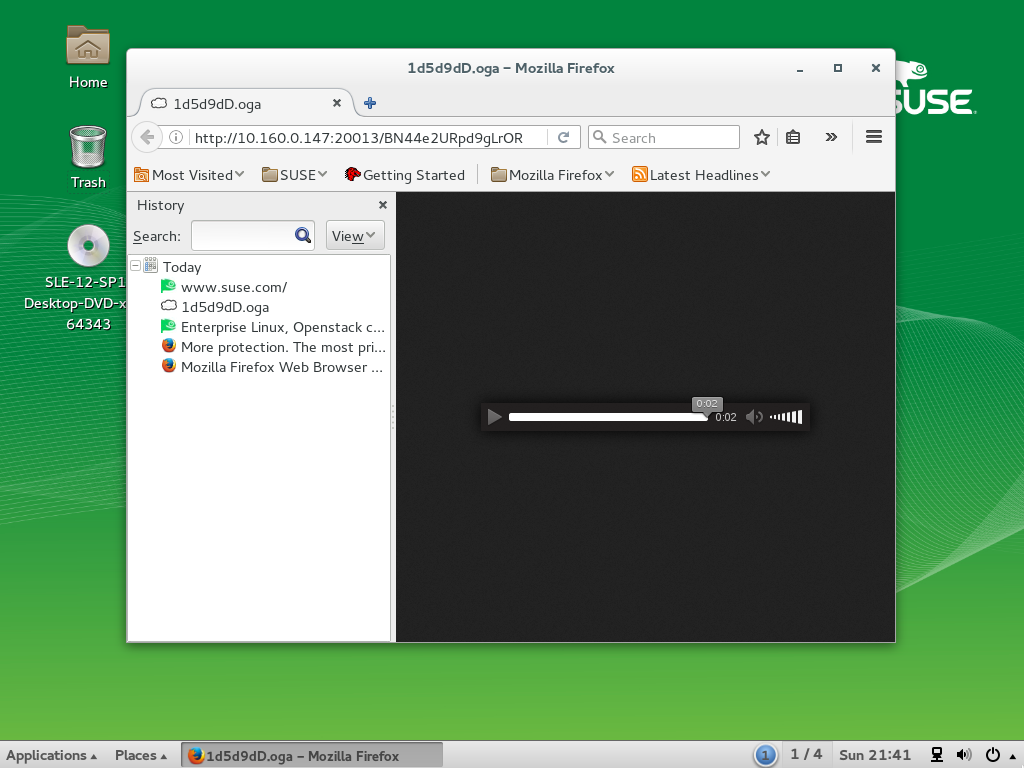 Home
Trash
SLE-12-SP1
Desktop-DVD-x
64343
SUSE
1d5d9dD.oga – Mozilla Firefox
1d5d9dD.oga
http://10.160.0.147:20013/BN44e2URpd9gLrOR
Search
Most Visited
SUSE
Getting Started
Mozilla Firefox
Latest Headlines
History
Search:
View
Today
www.suse.com/
1d5d9dD.oga
Enterprise Linux, Openstack c...
More protection. The most pri...
Mozilla Firefox Web Browser ...
0:02
0:02
Applications
Places
1d5d9dD.oga – Mozilla Firefox
1
1 / 4
Sun 21:41